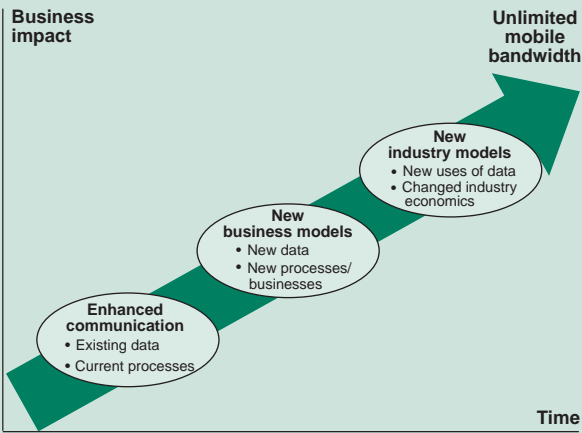 Business
impact
Unlimited
mobile
bandwidth
New
industry models
• New uses of data
• Changed industry
economics
New
business models
• New data
• New processes/
businesses
Enhanced
communication
• Existing data
• Current processes
Time